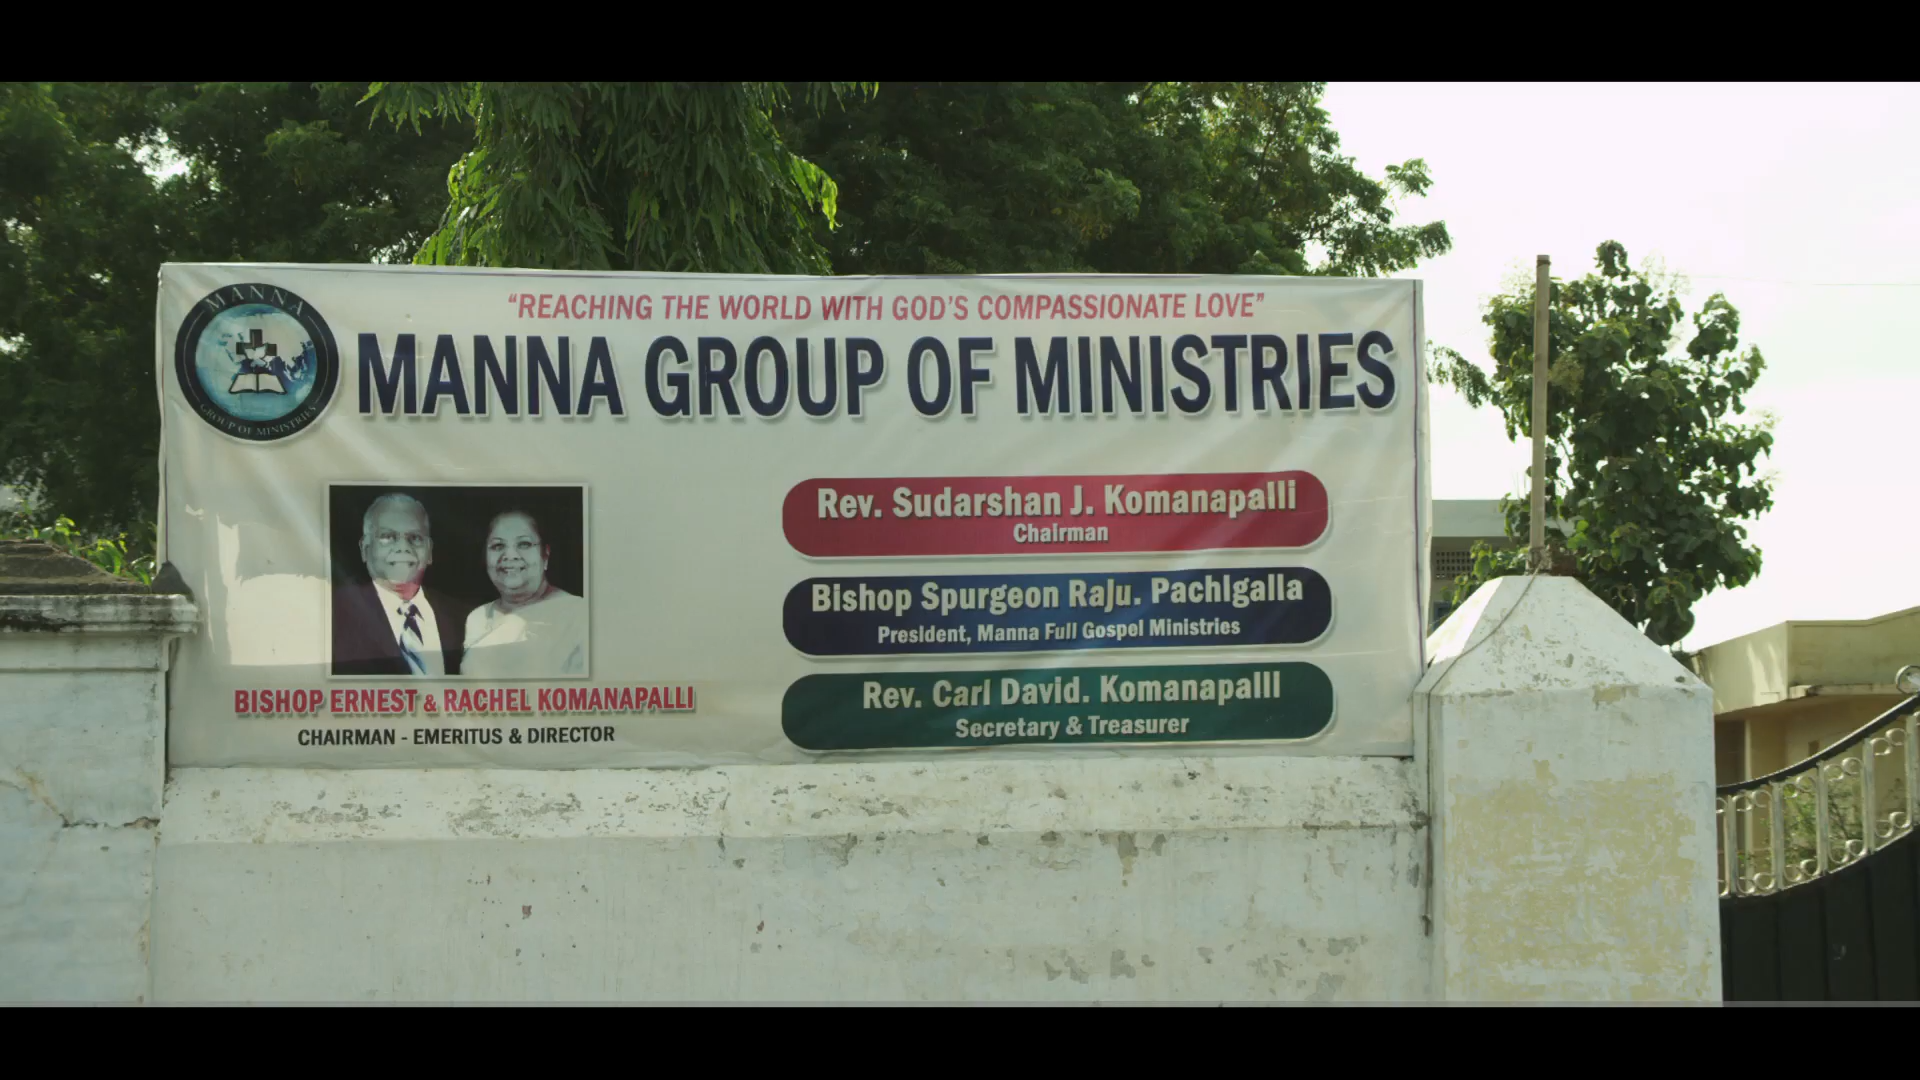 MANNA
GROUP OF MINISTRIES
"REACHING THE WORLD WITH GOD'S COMPASSIONATE LOVE"
MANNA GROUP OF MINISTRIES
BISHOP ERNEST & RACHEL KOMANAPALLI
CHAIRMAN - EMERITUS & DIRECTOR
Rev. Sudarshan J. Komanapalli
Chairman
Bishop Spurgeon Raju. Pachigalla
President, Manna Full Gospel Ministries
Rev. Carl David. Komanapalli
Secretary & Treasurer